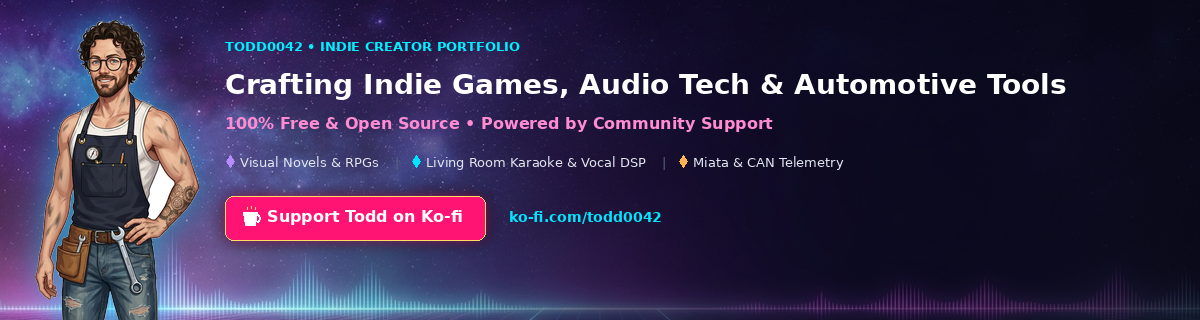 TODD0042 • INDIE CREATOR PORTFOLIO
Crafting Indie Games, Audio Tech & Automotive Tools
100% Free & Open Source • Powered by Community Support
Visual Novels & RPGs | Living Room Karaoke & Vocal DSP | Miata & CAN Telemetry
Support Todd on Ko-fi ko-fi.com/todd0042